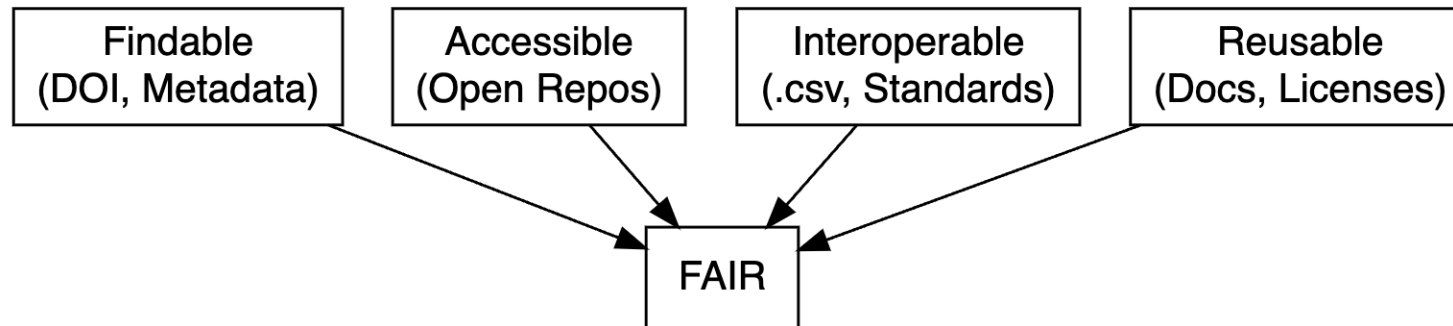 Findable
(DOI, Metadata)
Accessible
(Open Repos)
Interoperable
(.csv, Standards)
Reusable
(Docs, Licenses)
FAIR